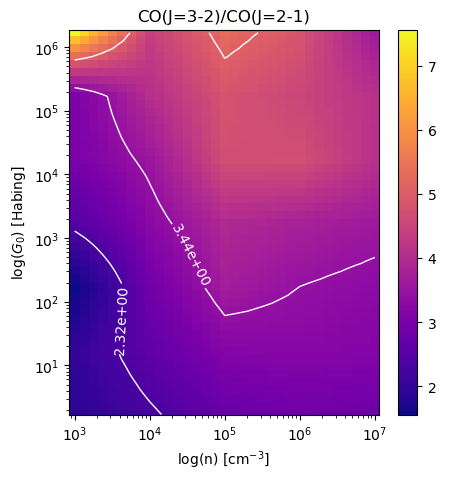 CO(J=3-2)/CO(J=2-1)
10⁶
10⁵
10⁴
10³
10²
10¹
log(G₀) [Habing]
3.44e+00
2.32e+00
10³ 10⁴ 10⁵ 10⁶ 10⁷
log(n) [cm⁻³]
7
6
5
4
3
2